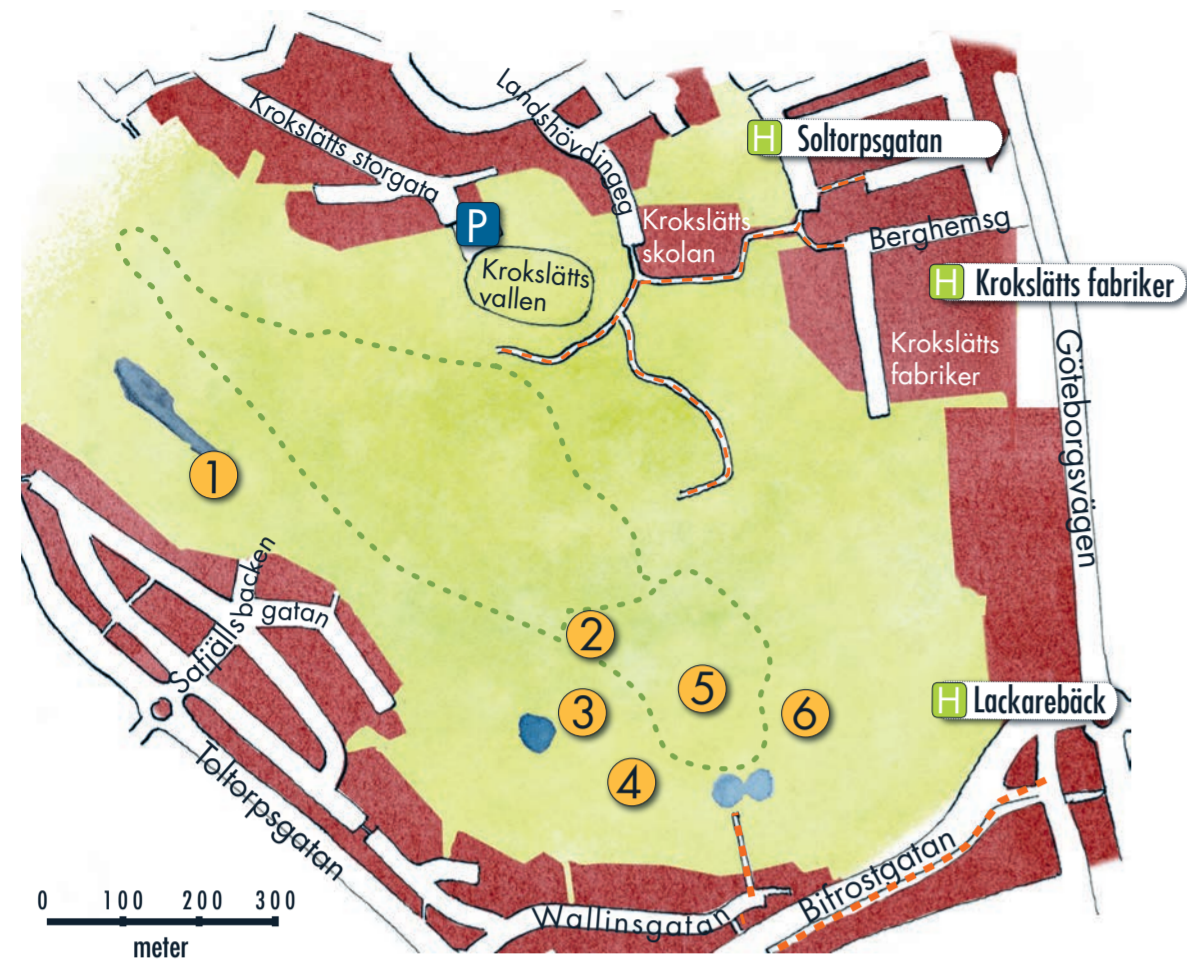 Krokslätts storgata
Landshövdingeg
H Soltorpsgatan
P
Krokslätts
skolan
Berghemsg
Krokslätts
vallen
H Krokslätts fabriker
Krokslätts
fabriker
Göteborgsvägen
1
Safjällsbacken
gatan
2
3
5
6
H Lackarebäck
4
Toltorpsgatan
Bifrostgatan
Wallinsgatan
0 100 200 300
meter